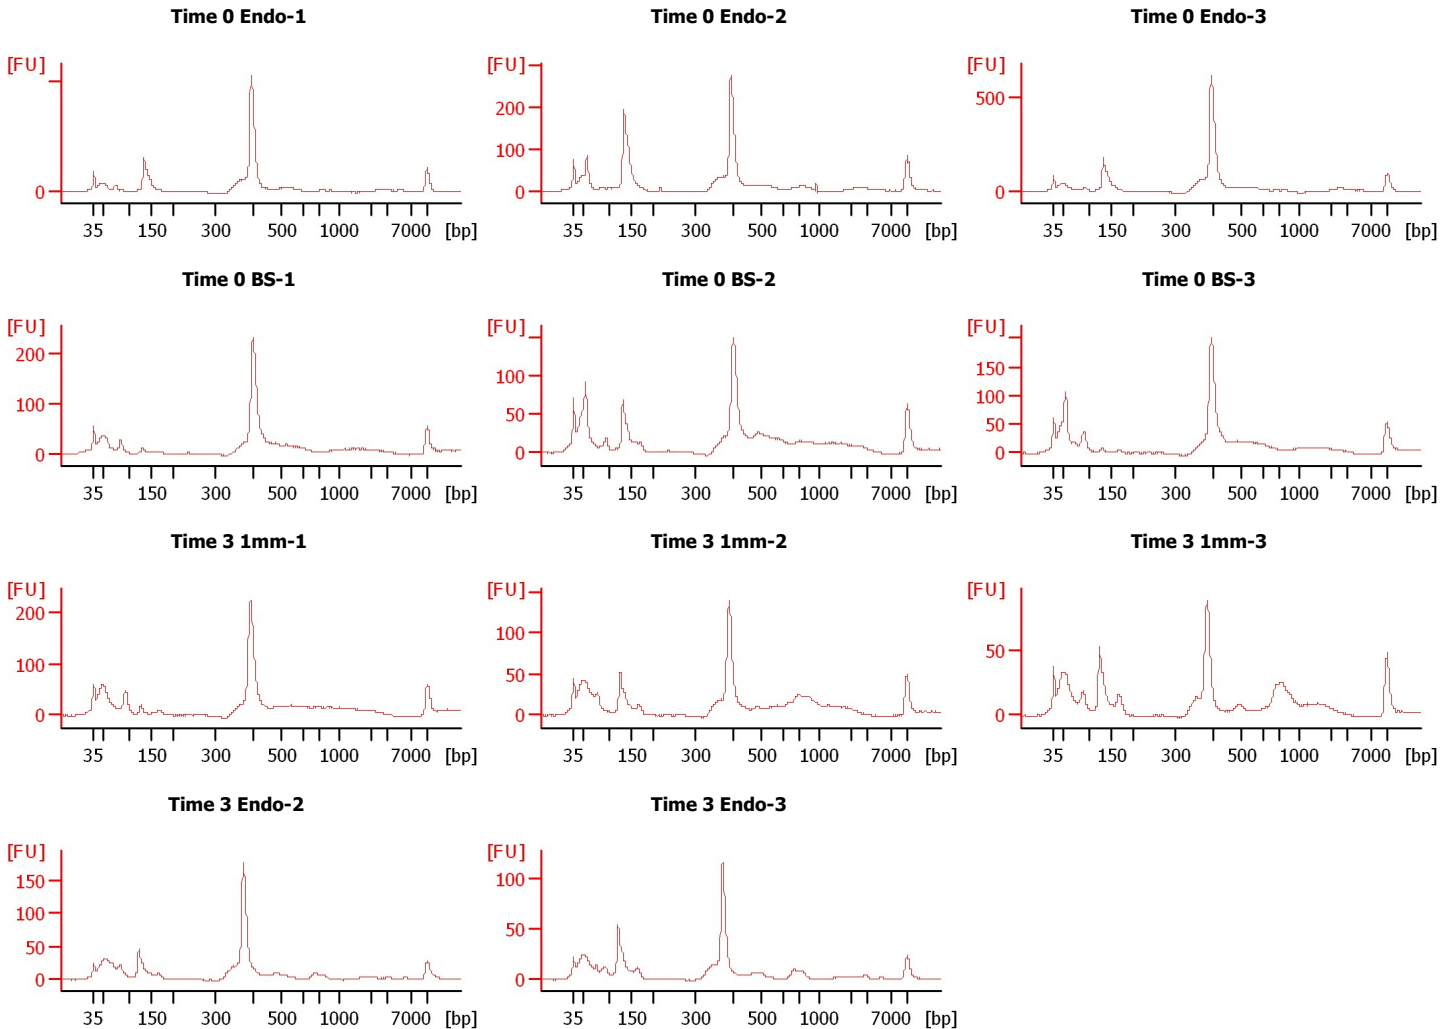 Time 0 Endo-1 Time 0 Endo-2 Time 0 Endo-3
[FU] [FU] [FU]
200 500
100
0 0 0
35 150 300 500 1000 7000 [bp] 35 150 300 500 1000 7000 [bp] 35 150 300 500 1000 7000 [bp]
Time 0 BS-1 Time 0 BS-2 Time 0 BS-3
[FU] [FU] [FU]
200 150
100 100
100 50 50
0 0 0
35 150 300 500 1000 7000 [bp] 35 150 300 500 1000 7000 [bp] 35 150 300 500 1000 7000 [bp]
Time 3 1mm-1 Time 3 1mm-2 Time 3 1mm-3
[FU] [FU] [FU]
200 100
100 50 50
0 0 0
35 150 300 500 1000 7000 [bp] 35 150 300 500 1000 7000 [bp] 35 150 300 500 1000 7000 [bp]
Time 3 Endo-2 Time 3 Endo-3
[FU] [FU]
150 100
100
50 50
0 0
35 150 300 500 1000 7000 [bp] 35 150 300 500 1000 7000 [bp]